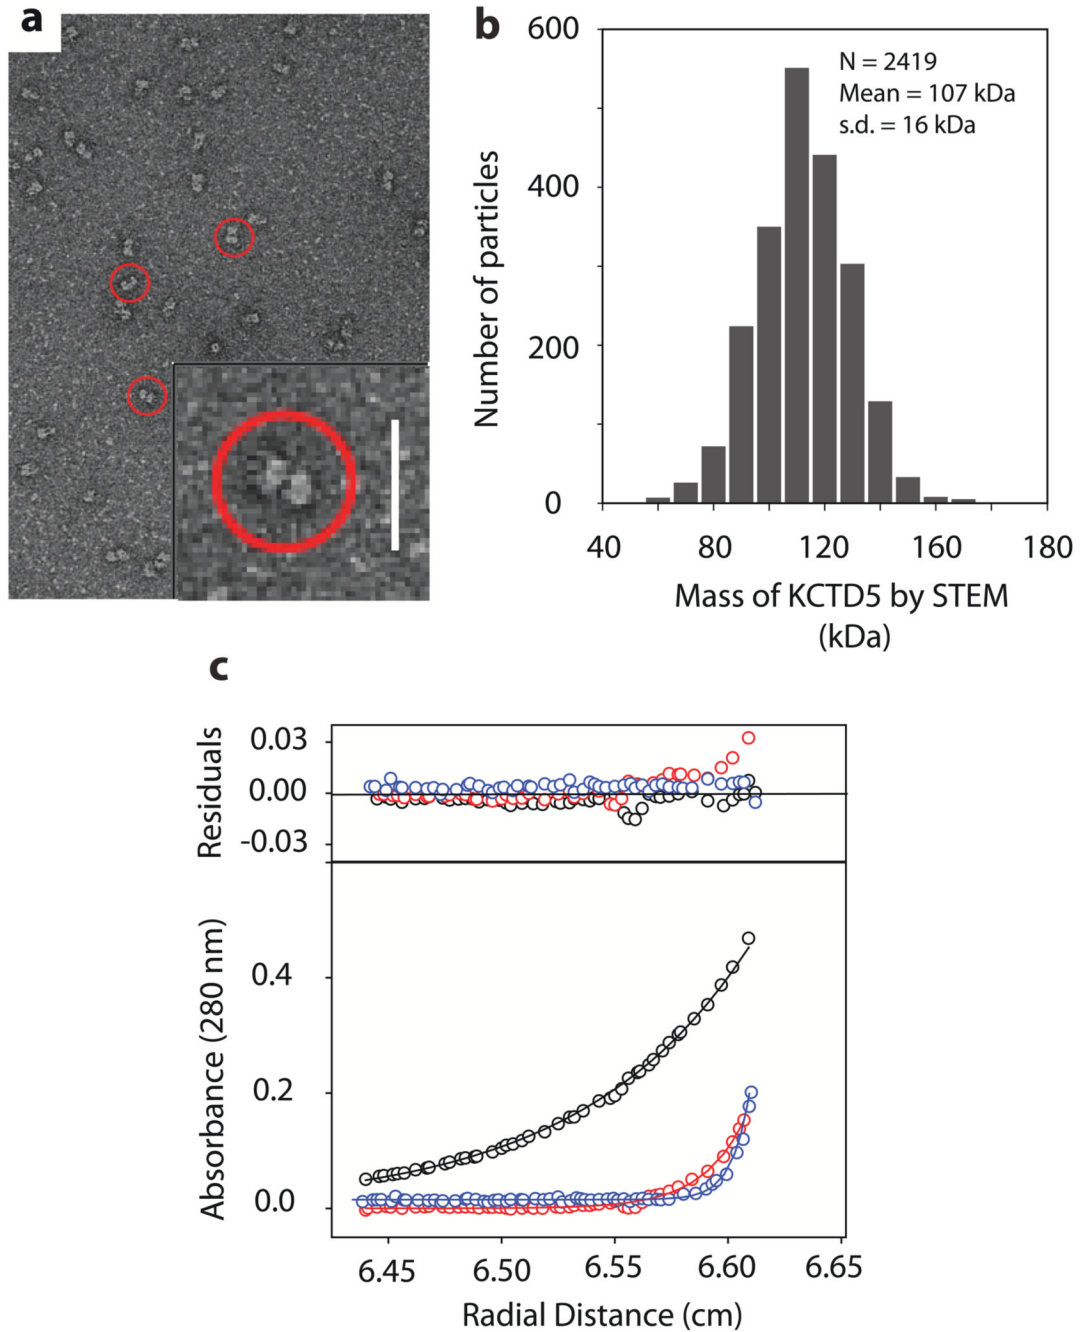 a
b
600
400
200
0
N = 2419
Mean = 107 kDa
s.d. = 16 kDa
Number of particles
40 80 120 160 180
Mass of KCTD5 by STEM
(kDa)
c
0.03
0.00
-0.03
Residuals
0.4
0.2
0.0
Absorbance (280 nm)
6.45 6.50 6.55 6.60 6.65
Radial Distance (cm)